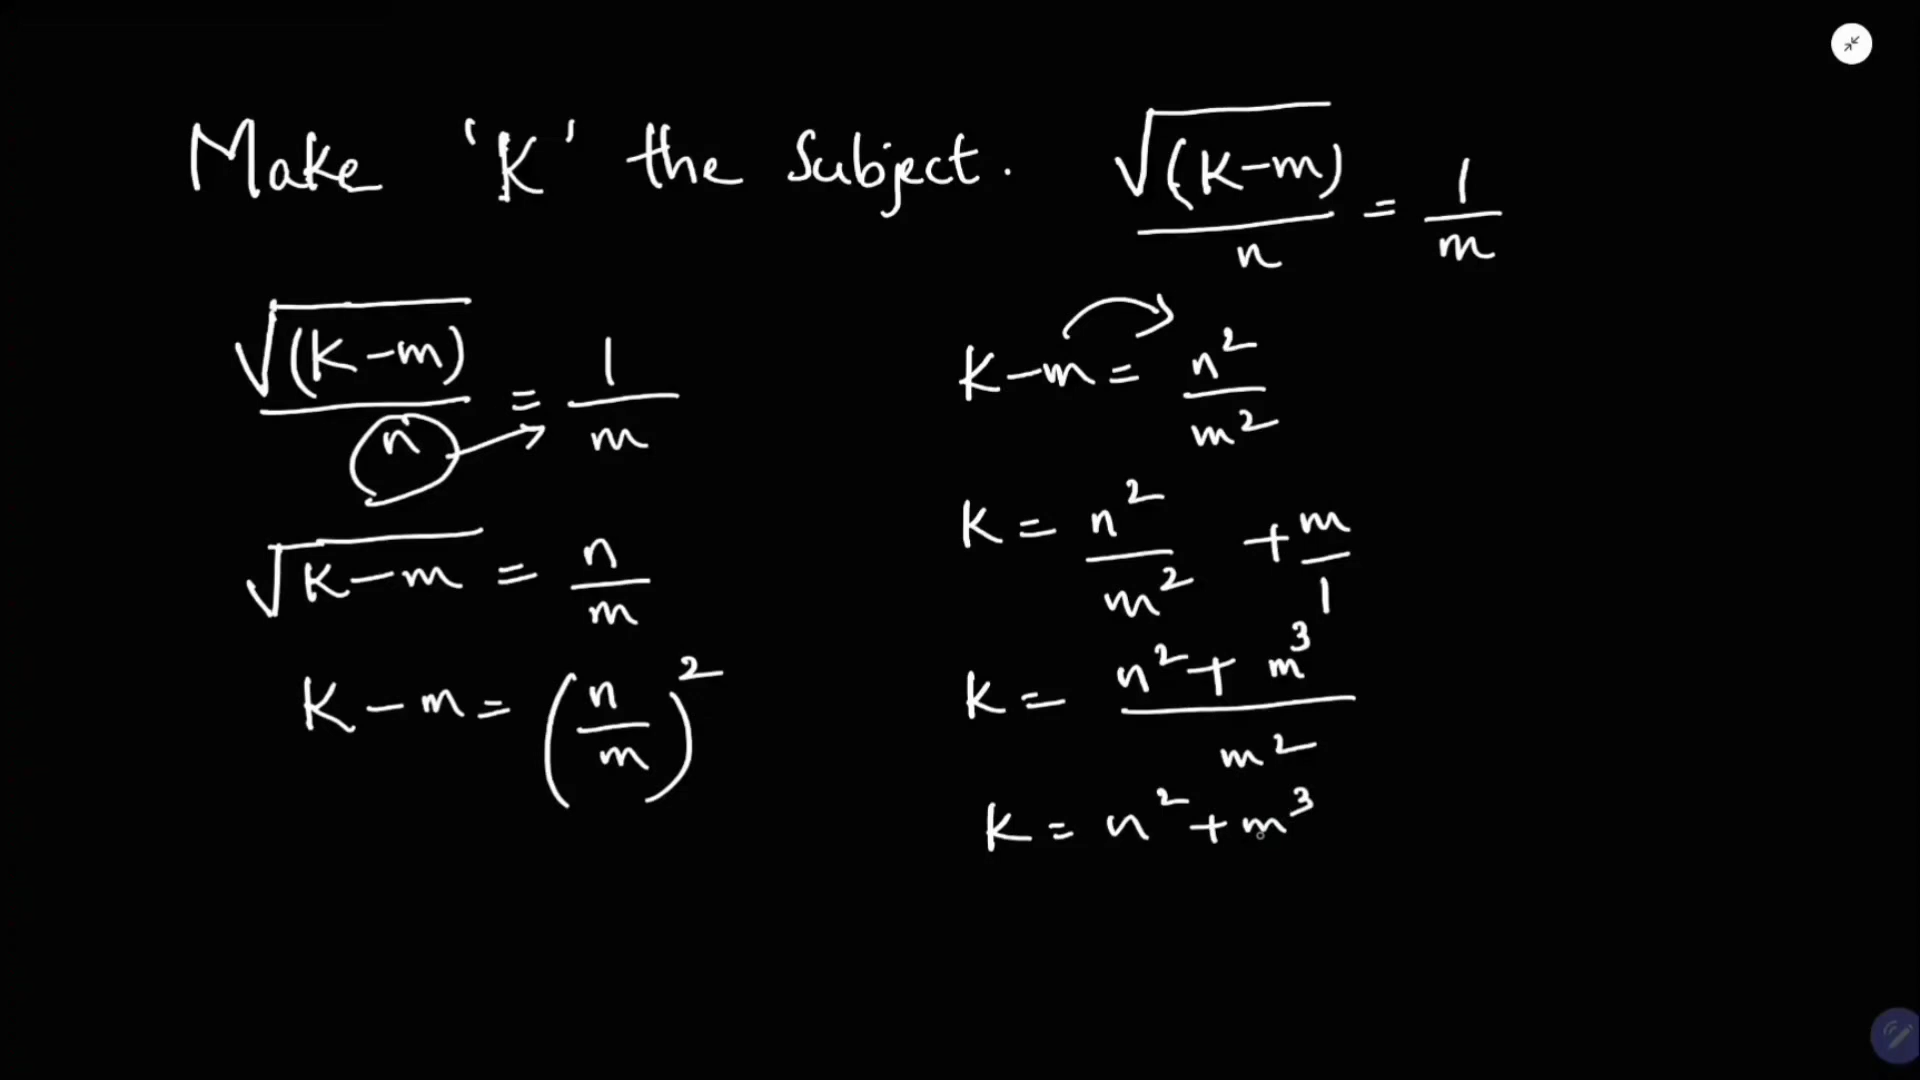 Make 'K' the Subject. √(K-m)/n = 1/m
√(K-m)/n = 1/m
√K-m = n/m
K-m = (n/m)²
K-m = n²/m²
K = n²/m² + m/1
K = n²+m³/m²
K = n²+m³